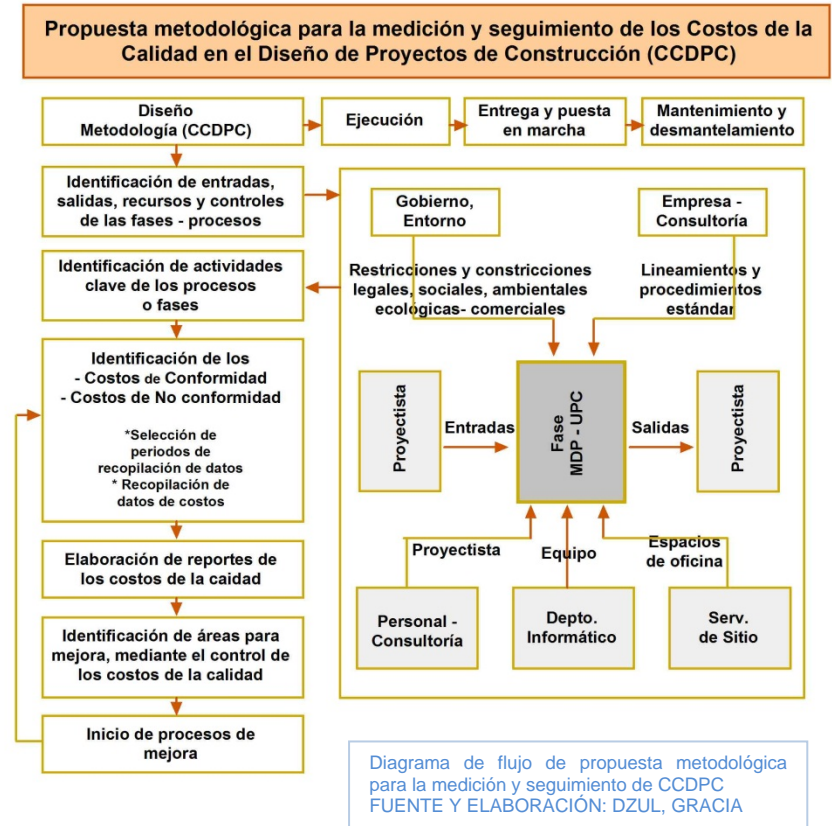 Propuesta metodológica para la medición y seguimiento de los Costos de la
Calidad en el Diseño de Proyectos de Construcción (CCDPC)
Diseño
Metodología (CCDPC)
Ejecución
Entrega y puesta
en marcha
Mantenimiento y
desmantelamiento
Identificación de entradas,
salidas, recursos y controles
de las fases - procesos
Gobierno,
Entorno
Empresa -
Consultoría
Identificación de actividades
clave de los procesos
o fases
Restricciones y constricciones
legales, sociales, ambientales
ecológicas- comerciales
Lineamientos y
procedimientos
estándar
Identificación de los
- Costos de Conformidad
- Costos de No conformidad
*Selección de
periodos de
recopilación de datos
* Recopilación de
datos de costos
Proyectista
Entradas
Fase
MDP - UPC
Salidas
Proyectista
Elaboración de reportes de
los costos de la caidad
Proyectista
Equipo
Espacios
de oficina
Identificación de áreas para
mejora, mediante el control de
los costos de la calidad
Personal -
Consultoría
Depto.
Informático
Serv.
de Sitio
Inicio de procesos de
mejora
Diagrama de flujo de propuesta metodológica
para la medición y seguimiento de CCDPC
FUENTE Y ELABORACIÓN: DZUL, GRACIA